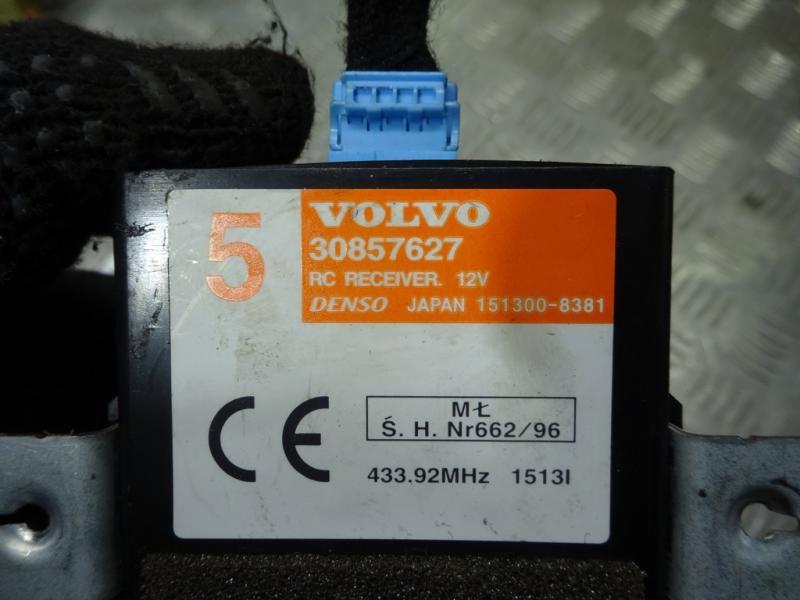 5
VOLVO
30857627
RC RECEIVER. 12V
DENSO JAPAN 151300-8381
CE
MŁ
Ś. H. Nr662/96
433.92MHz 1513I